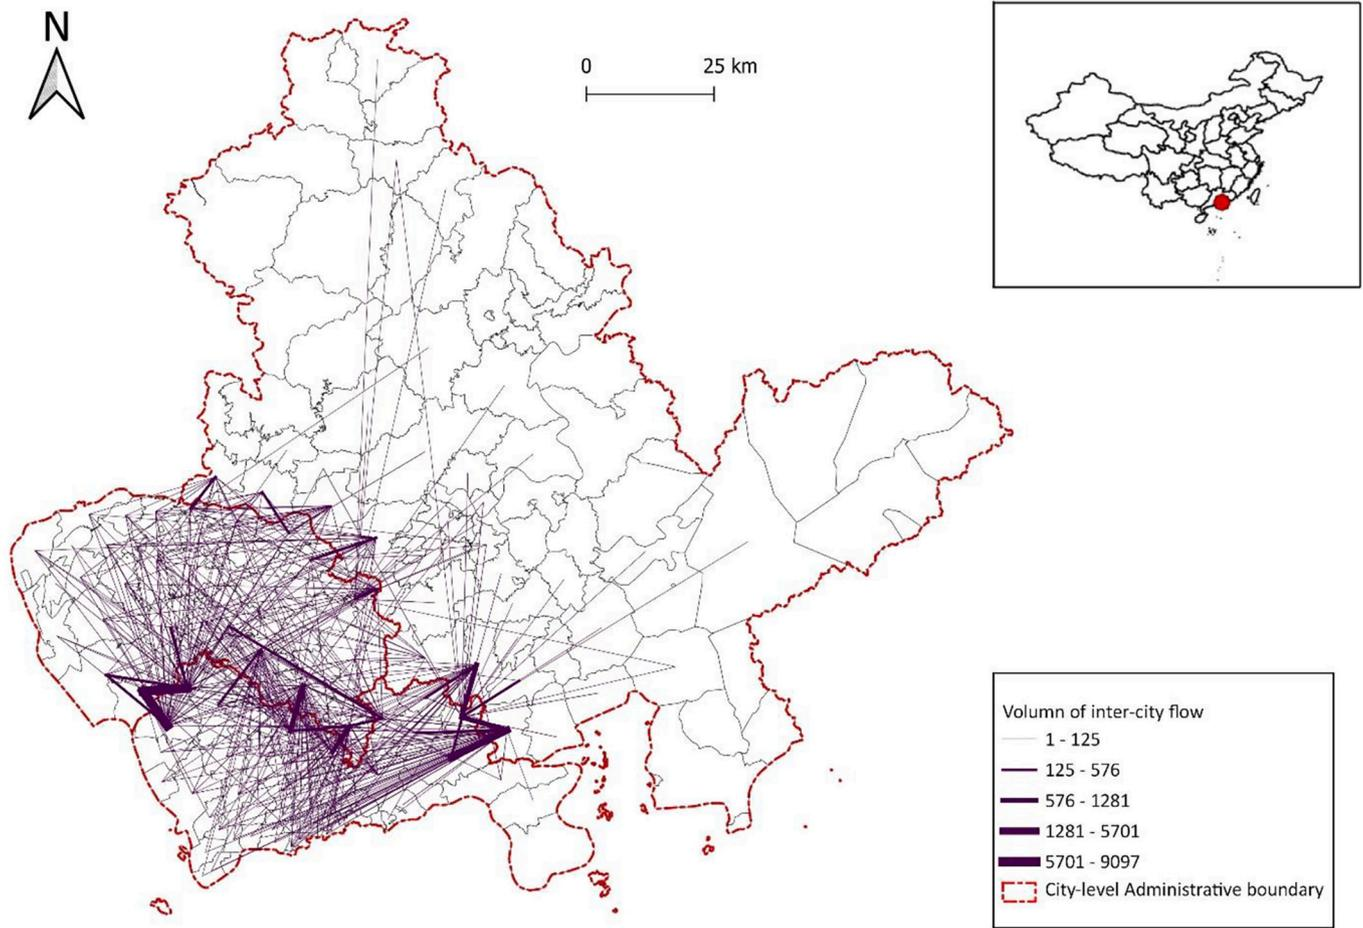 N
0 25 km
Volumn of inter-city flow
1 - 125
125 - 576
576 - 1281
1281 - 5701
5701 - 9097
City-level Administrative boundary